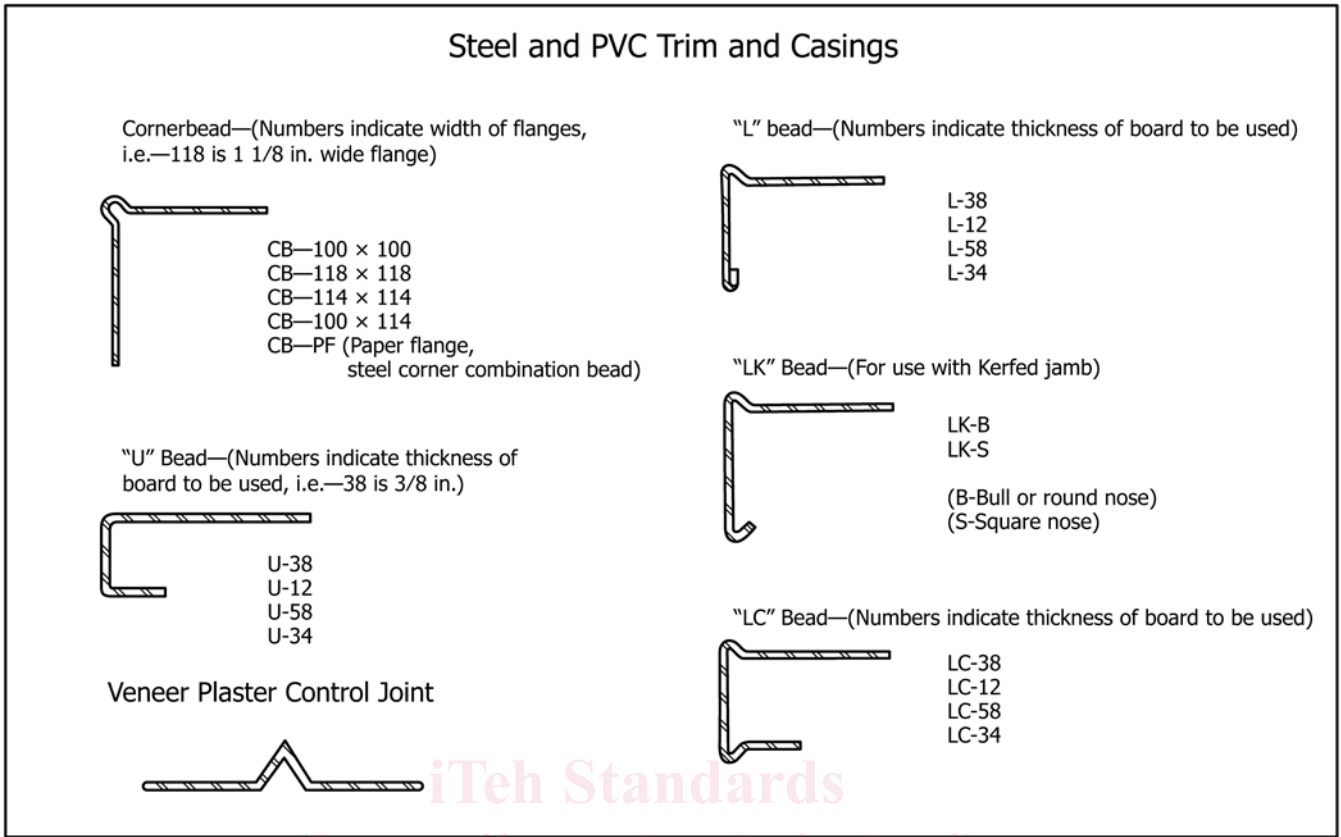 Steel and PVC Trim and Casings
Cornerbead—(Numbers indicate width of flanges,
i.e.—118 is 1 1/8 in. wide flange)
CB—100 × 100
CB—118 × 118
CB—114 × 114
CB—100 × 114
CB—PF (Paper flange,
steel corner combination bead)
“U” Bead—(Numbers indicate thickness of
board to be used, i.e.—38 is 3/8 in.)
U-38
U-12
U-58
U-34
Veneer Plaster Control Joint
“L” bead—(Numbers indicate thickness of board to be used)
L-38
L-12
L-58
L-34
“LK” Bead—(For use with Kerfed jamb)
LK-B
LK-S
(B-Bull or round nose)
(S-Square nose)
“LC” Bead—(Numbers indicate thickness of board to be used)
LC-38
LC-12
LC-58
LC-34
iTeh Standards